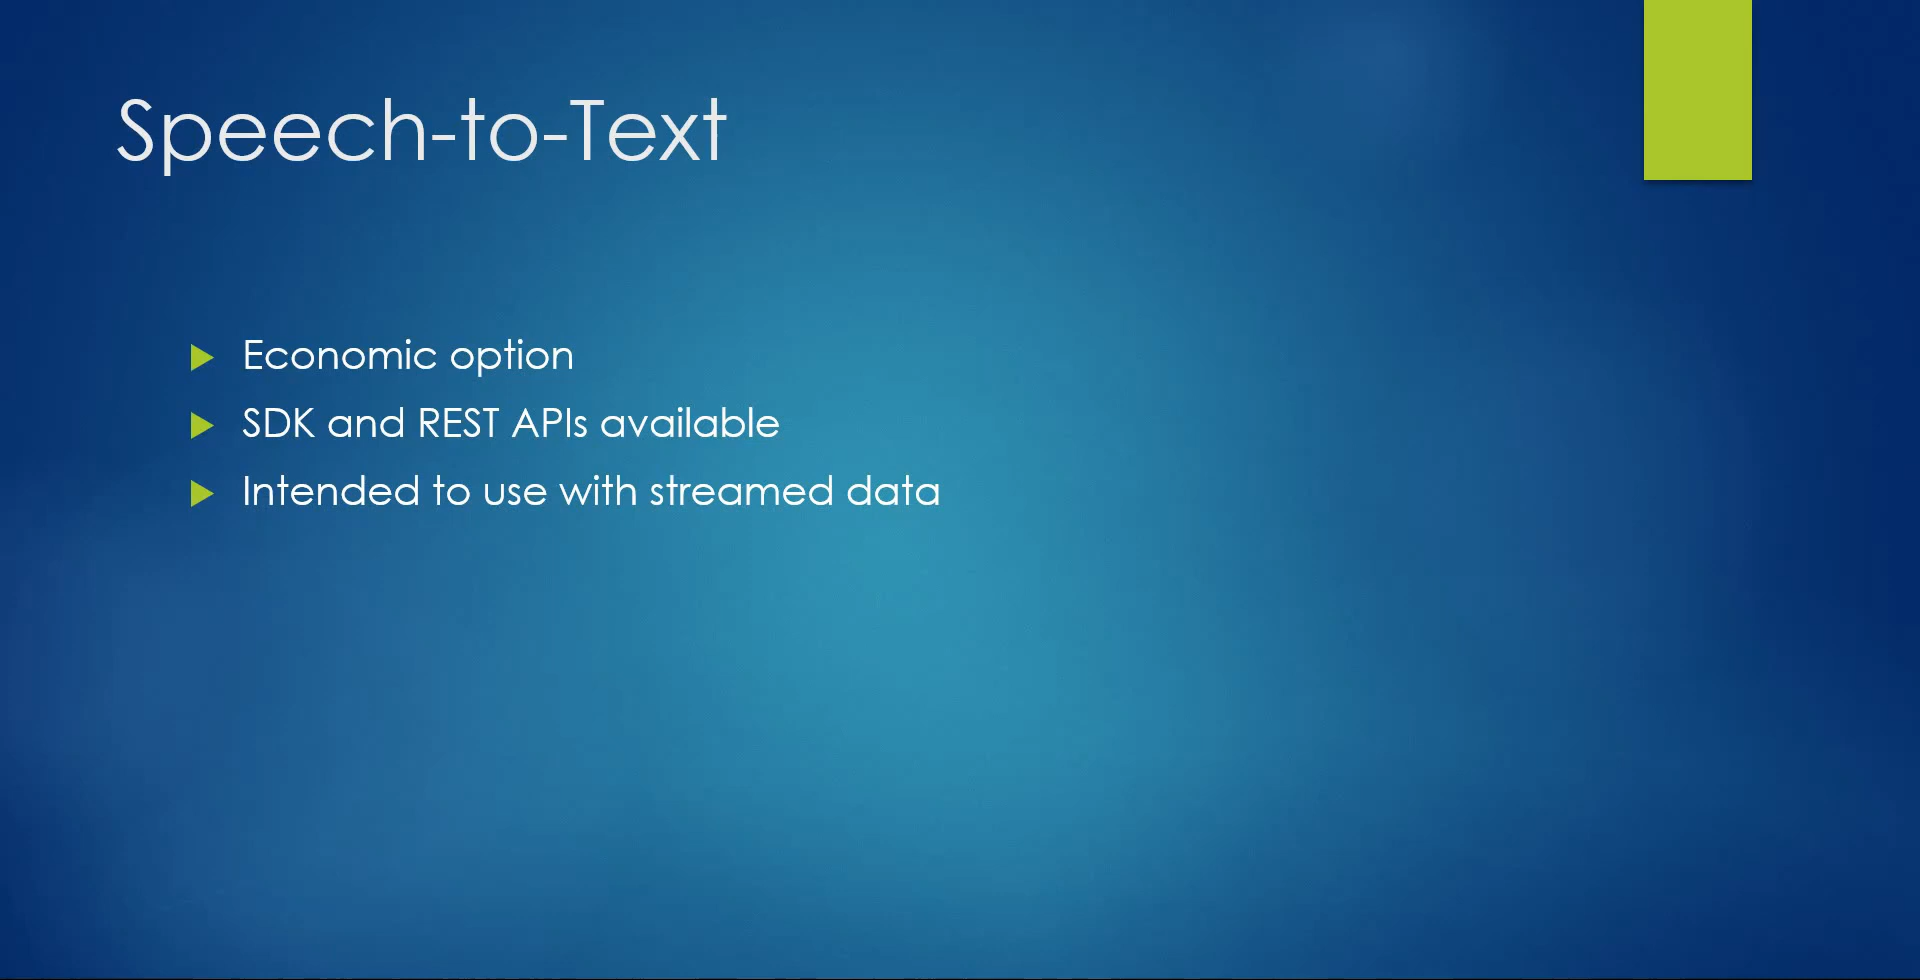 Speech-to-Text
Economic option
SDK and REST APIs available
Intended to use with streamed data